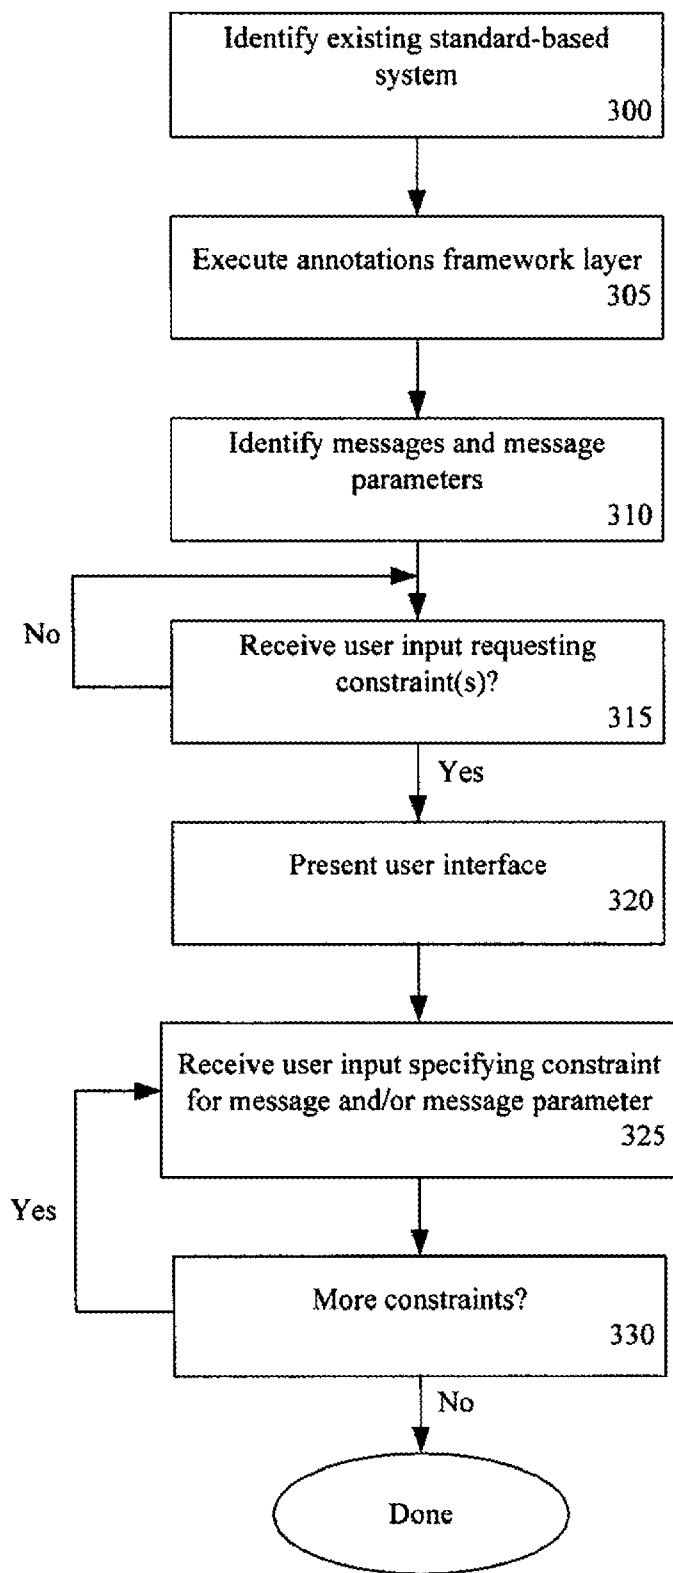 Identify existing standard-based
system
300
Execute annotations framework layer
305
Identify messages and message
parameters
310
No
Receive user input requesting
constraint(s)?
315
Yes
Present user interface
320
Receive user input specifying constraint
for message and/or message parameter
325
Yes
More constraints?
330
No
Done